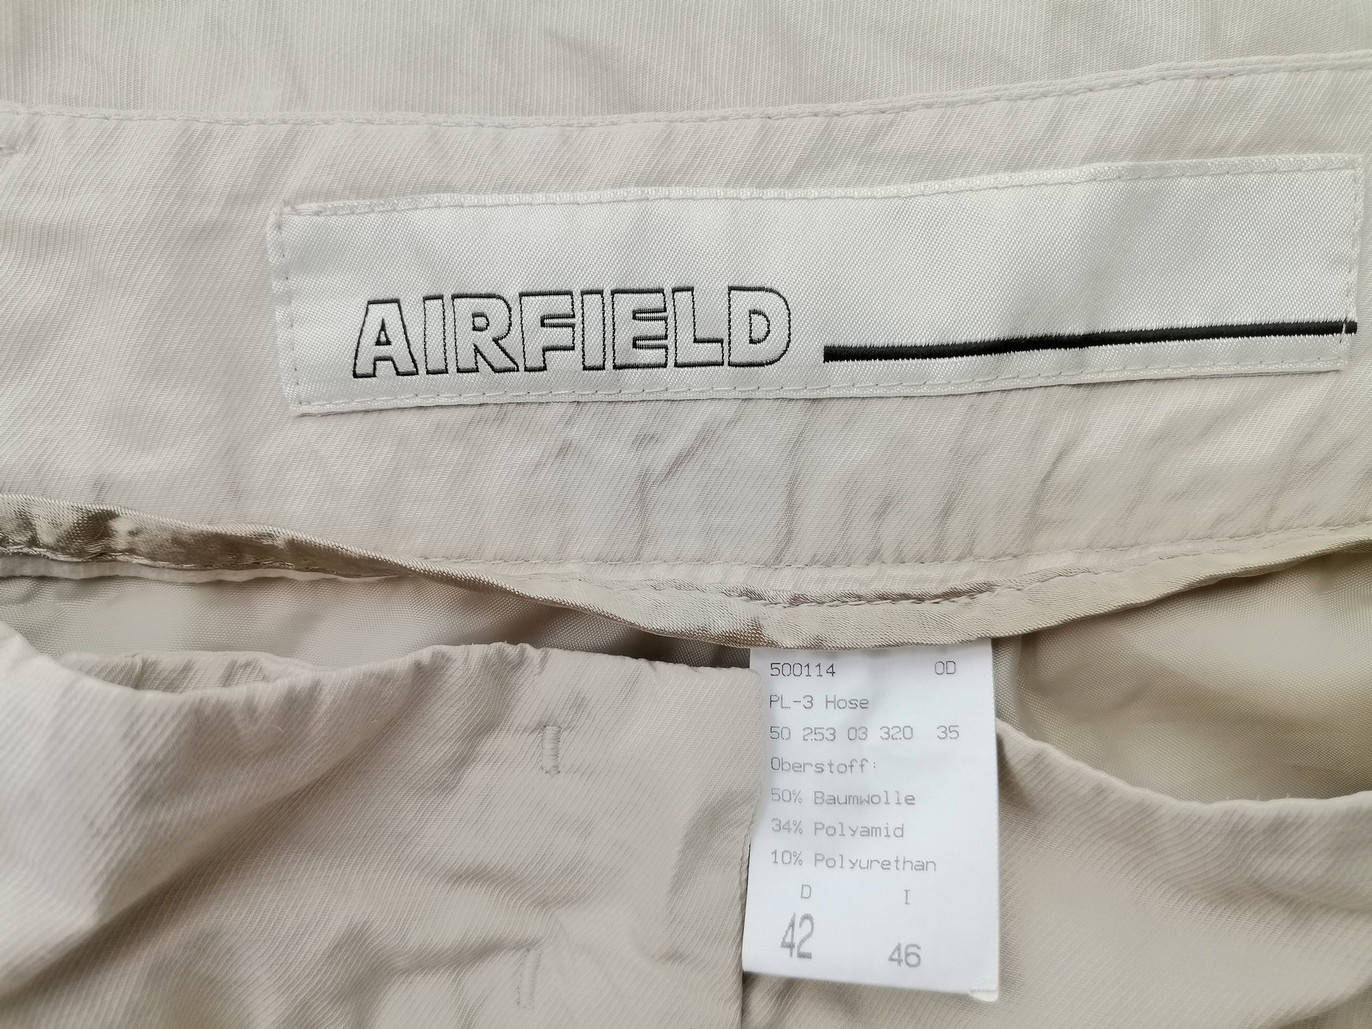 AIRFIELD
500114 0D
PL-3 Hose
50 253 03 320 35
Oberstoff:
50% Baumwolle
34% Polyamid
10% Polyurethan
D I
42 46